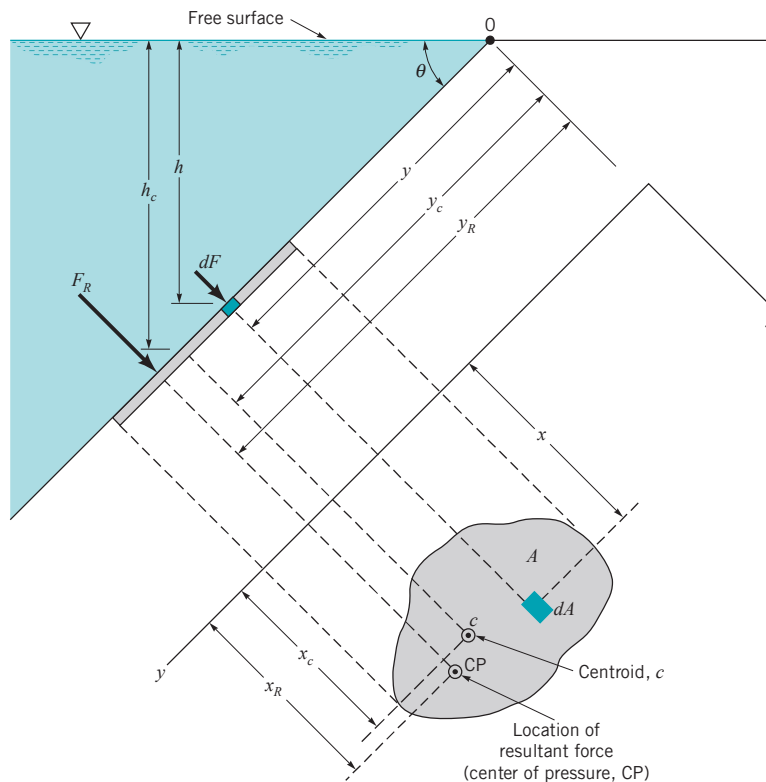 Free surface
0
θ
h
h_c
y
y_c
y_R
dF
F_R
x
A
dA
c
CP
x_c
x_R
y
Centroid, c
Location of
resultant force
(center of pressure, CP)